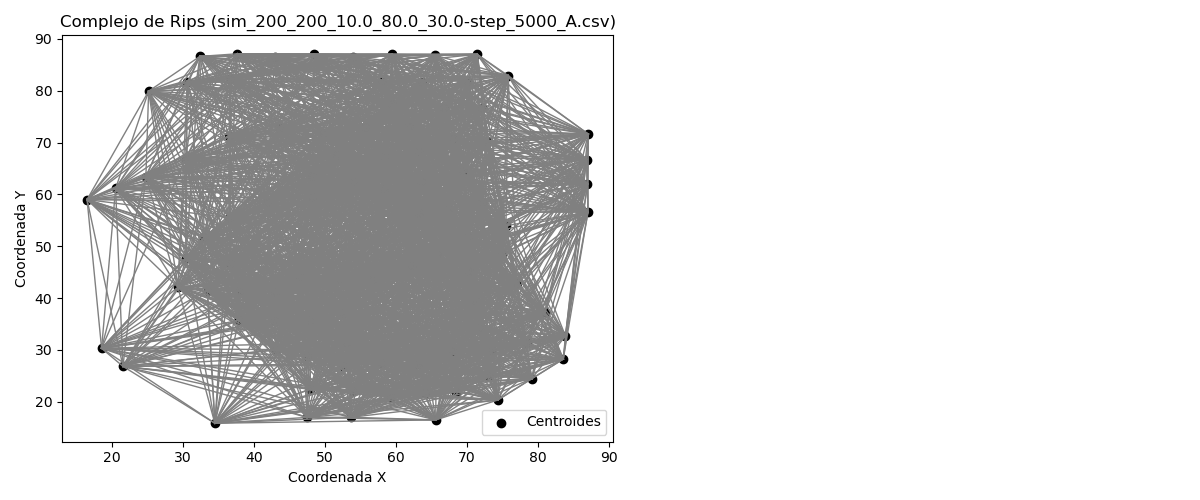 Complejo de Rips (sim_200_200_10.0_80.0_30.0-step_5000_A.csv)
90
80
70
60
50
40
30
20
Coordenada Y
Centroides
20 30 40 50 60 70 80 90
Coordenada X